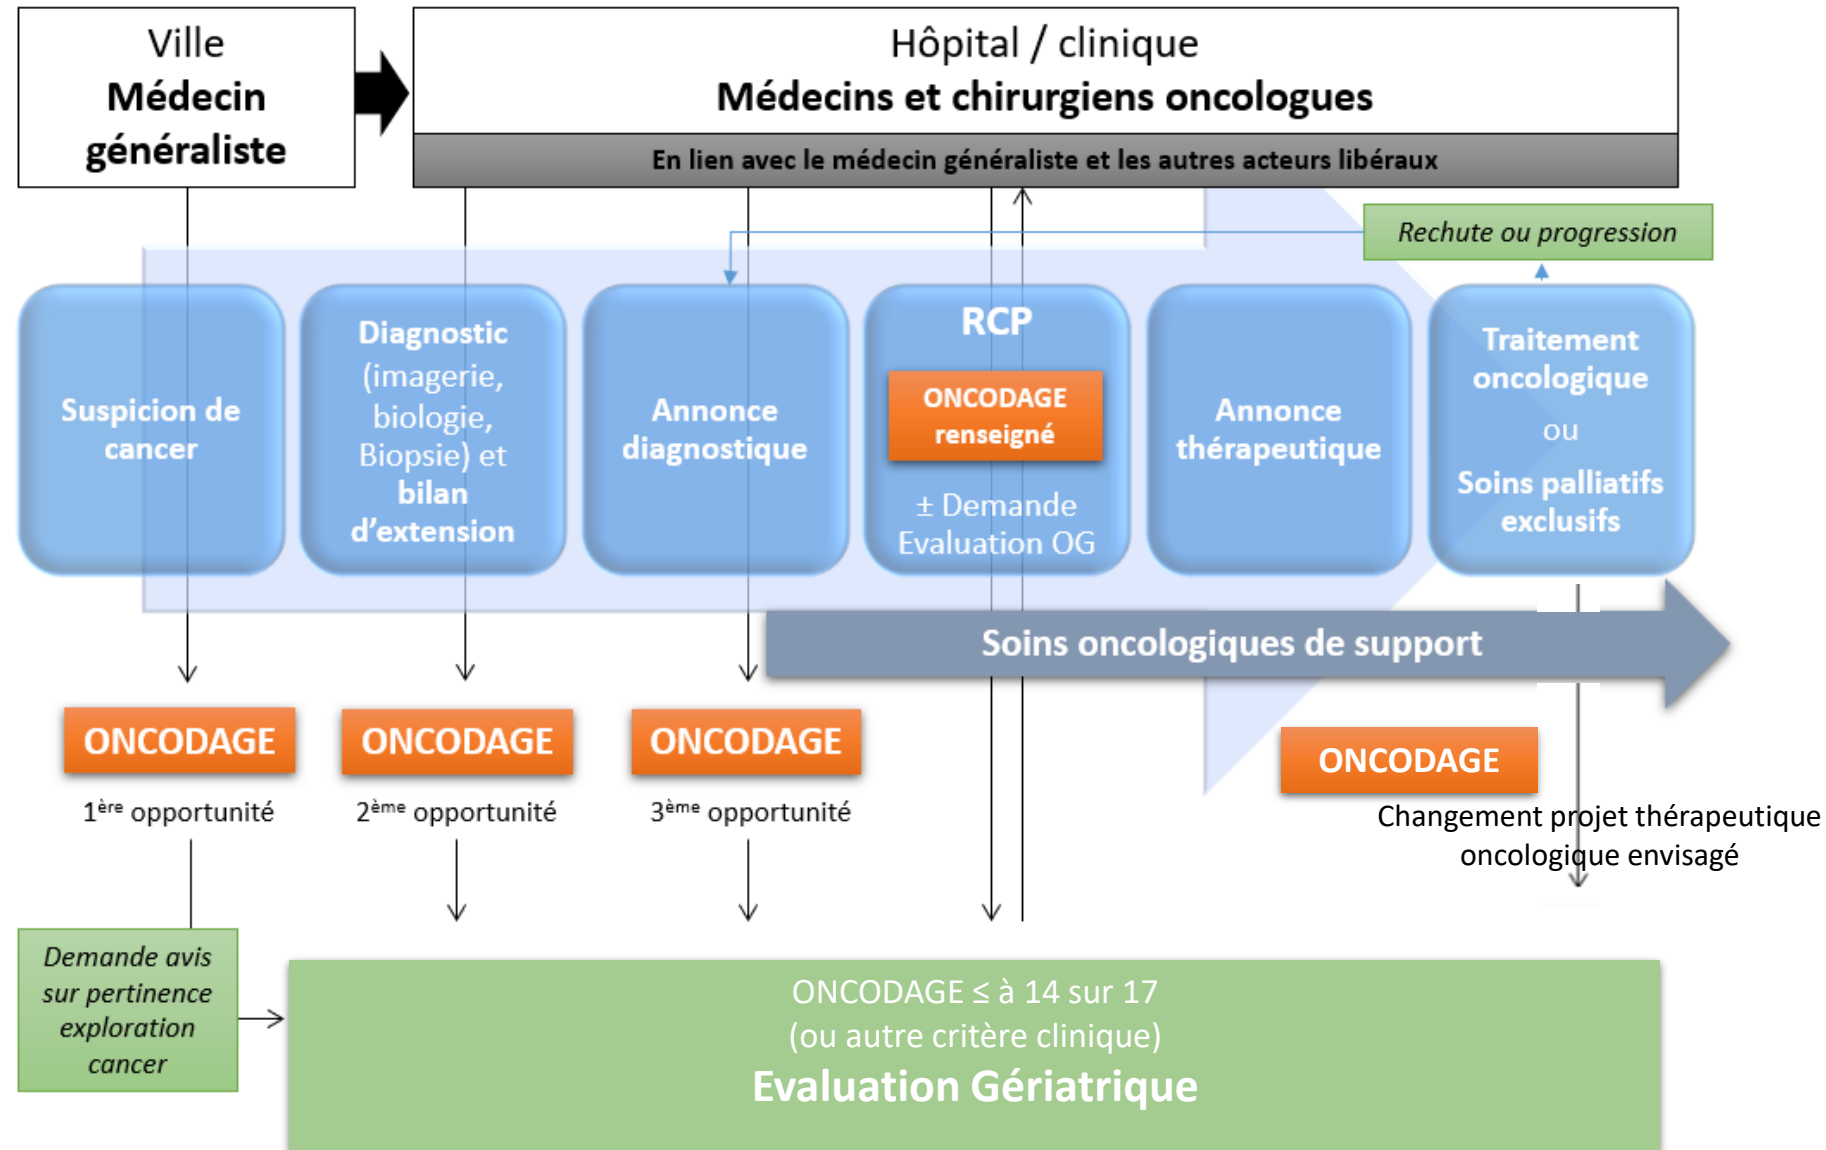 Ville
Médecin
généraliste
Hôpital / clinique
Médecins et chirurgiens oncologues
En lien avec le médecin généraliste et les autres acteurs libéraux
Rechute ou progression
Suspicion de
cancer
Diagnostic
(imagerie,
biologie,
Biopsie) et
bilan
d’extension
Annonce
diagnostique
RCP
ONCODAGE
renseigné
± Demande
Evaluation OG
Annonce
thérapeutique
Traitement
oncologique
ou
Soins palliatifs
exclusifs
Soins oncologiques de support
ONCODAGE
1ère opportunité
ONCODAGE
2ème opportunité
ONCODAGE
3ème opportunité
ONCODAGE
Changement projet thérapeutique
oncologique envisagé
Demande avis
sur pertinence
exploration
cancer
ONCODAGE ≤ à 14 sur 17
(ou autre critère clinique)
Evaluation Gériatrique